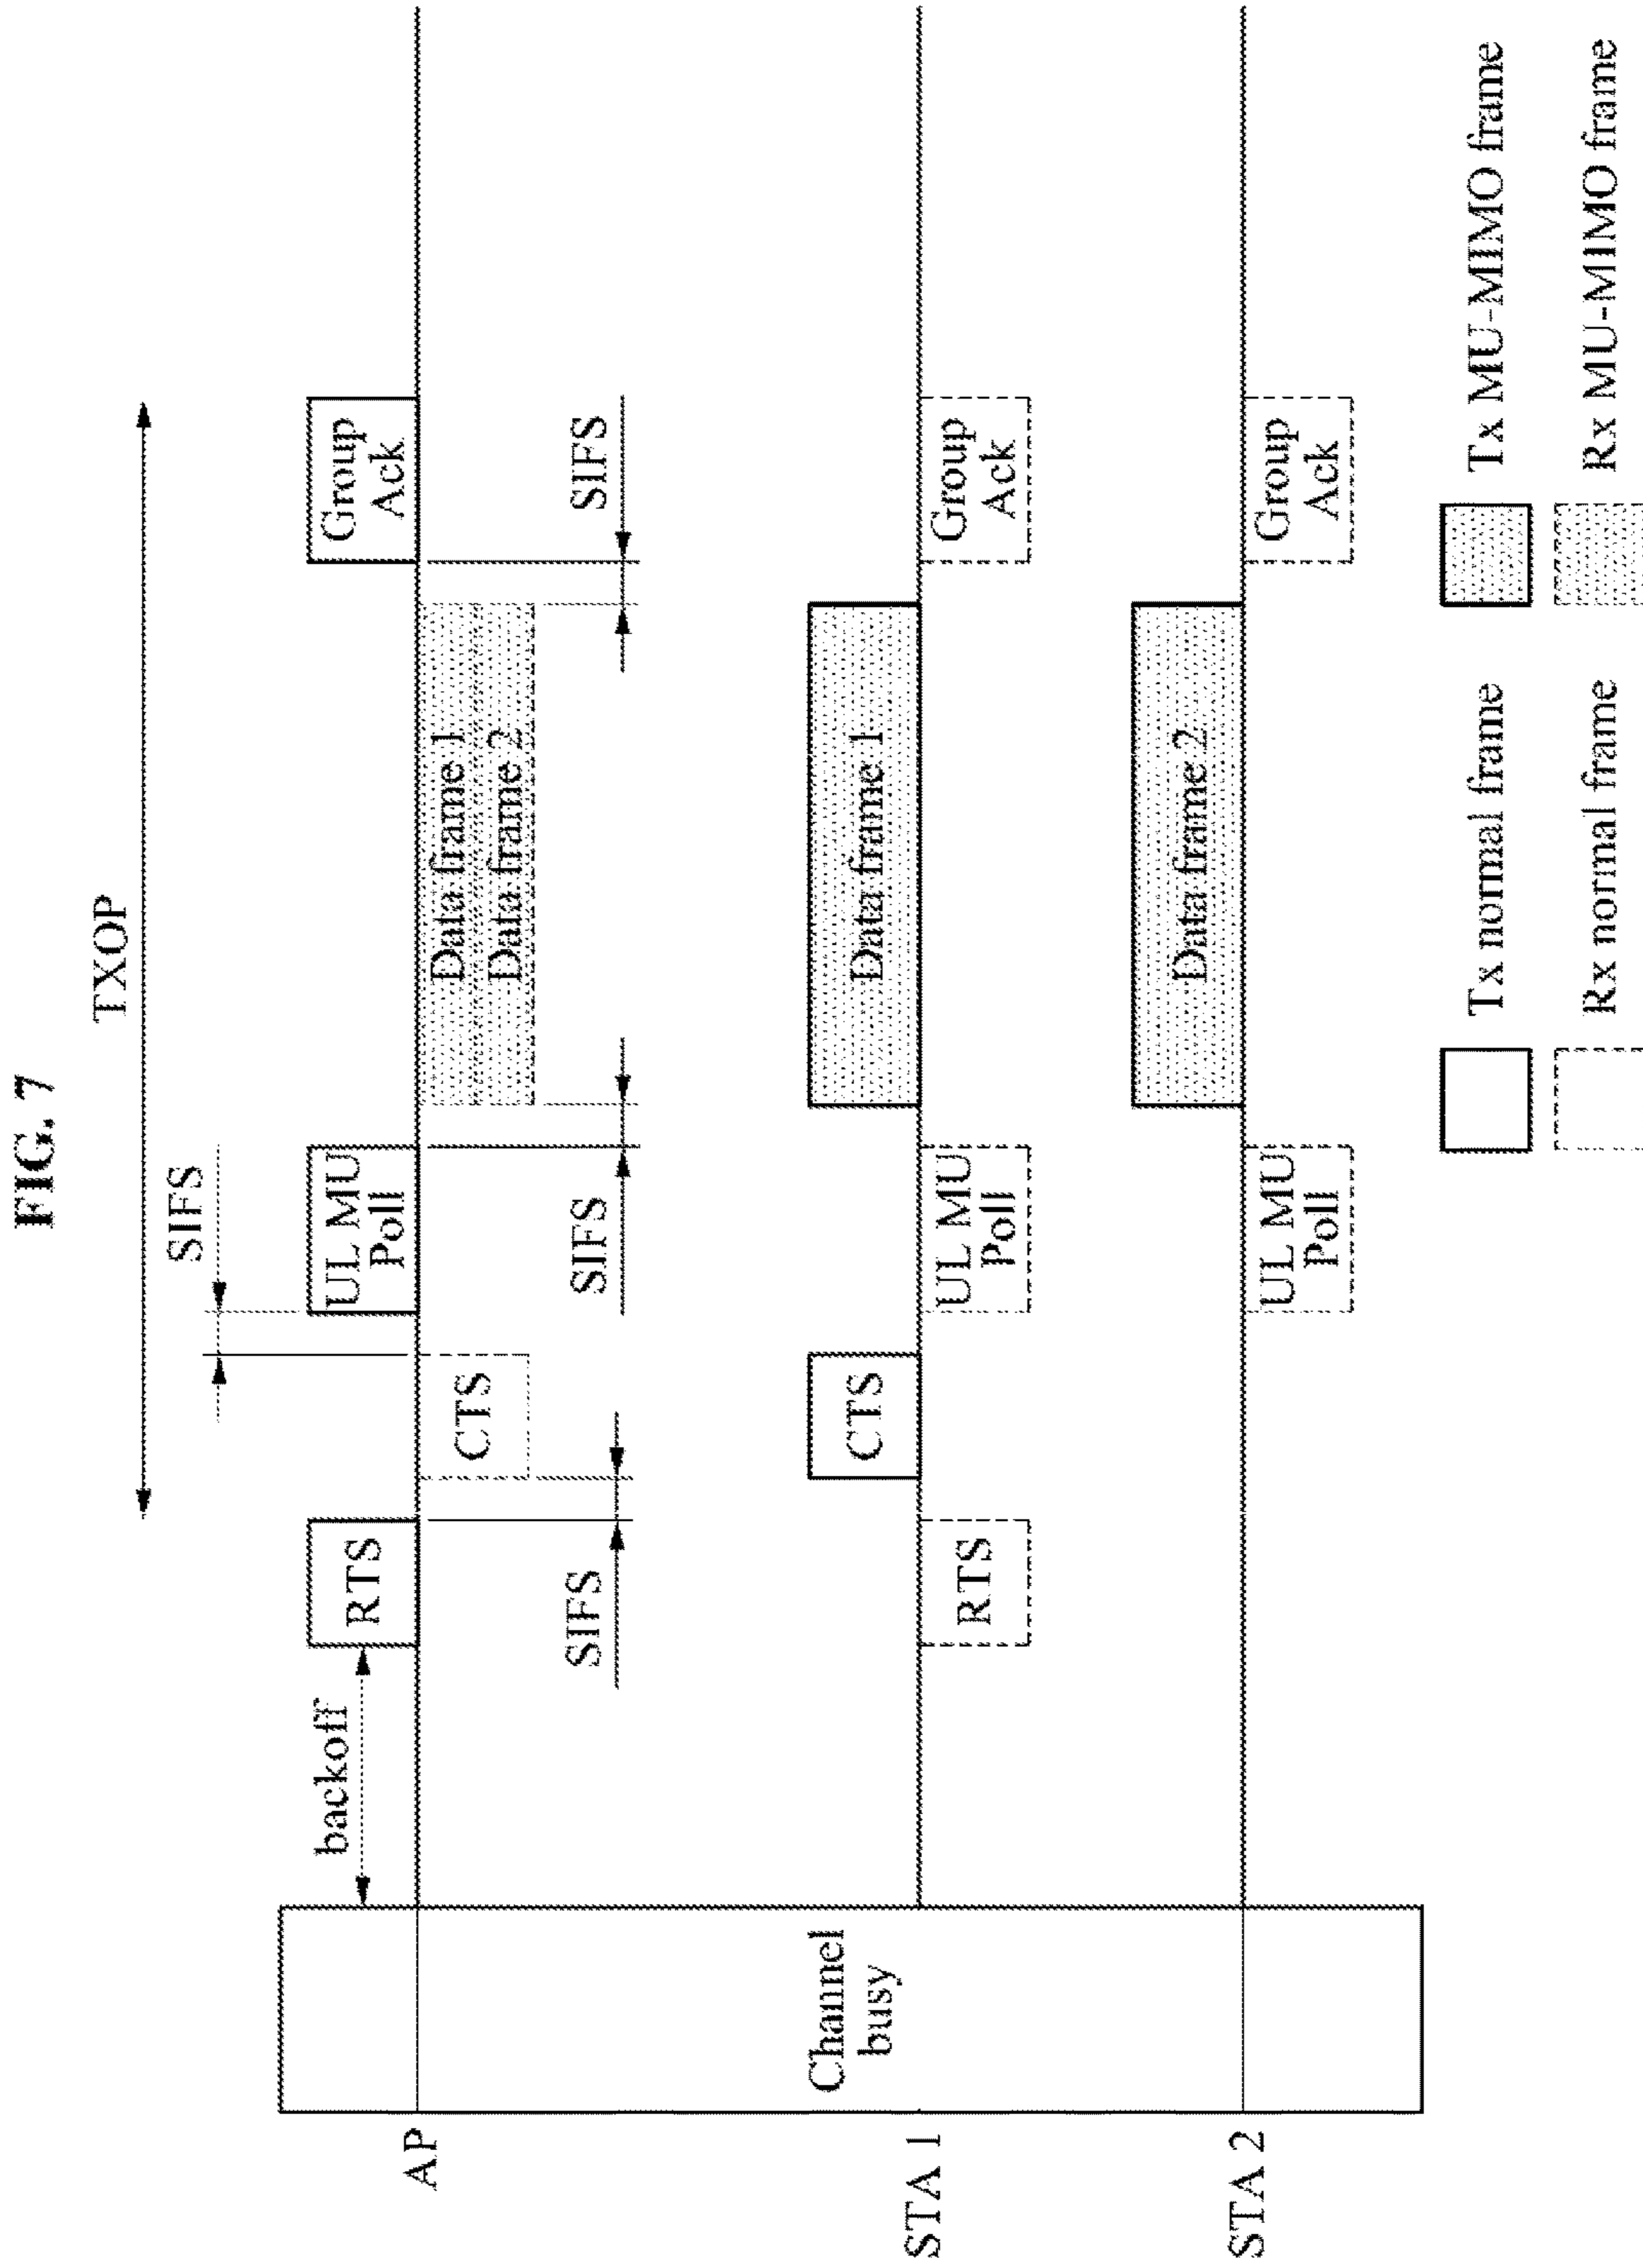 FIG. 7
TXOP
SIFS
backoff
RTS
UL MU
Poll
Group
Ack
AP
CTS
Data frame 1
Data frame 2
SIFS
SIFS
SIFS
Channel
busy
CTS
Data frame 1
STA 1
RTS
UL MU
Poll
Group
Ack
Data frame 2
STA 2
UL MU
Poll
Group
Ack
Tx normal frame
Tx MU-MIMO frame
Rx normal frame
Rx MU-MIMO frame